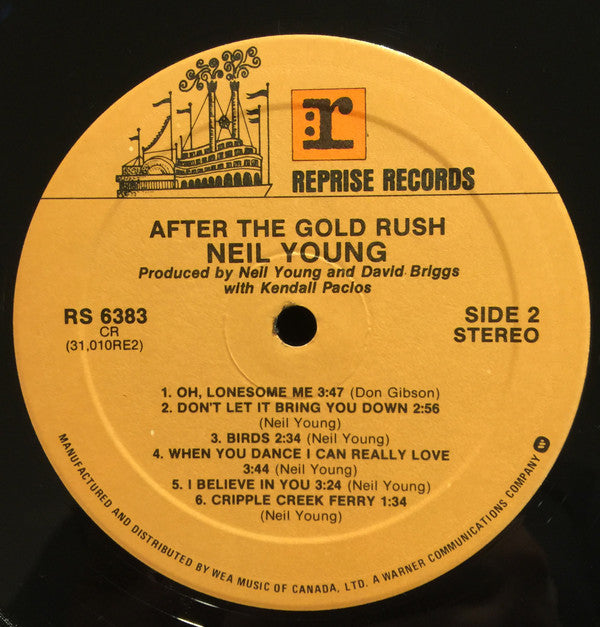 :r
REPRISE RECORDS
AFTER THE GOLD RUSH
NEIL YOUNG
Produced by Neil Young and David Briggs
with Kendall Pacios
RS 6383
CR
(31,010RE2)
SIDE 2
STEREO
1. OH, LONESOME ME 3:47 (Don Gibson)
2. DON'T LET IT BRING YOU DOWN 2:56
(Neil Young)
3. BIRDS 2:34 (Neil Young)
4. WHEN YOU DANCE I CAN REALLY LOVE
3:44 (Neil Young)
5. I BELIEVE IN YOU 3:24 (Neil Young)
6. CRIPPLE CREEK FERRY 1:34
(Neil Young)
MANUFACTURED AND DISTRIBUTED BY WEA MUSIC OF CANADA, LTD. A WARNER COMMUNICATIONS COMPANY